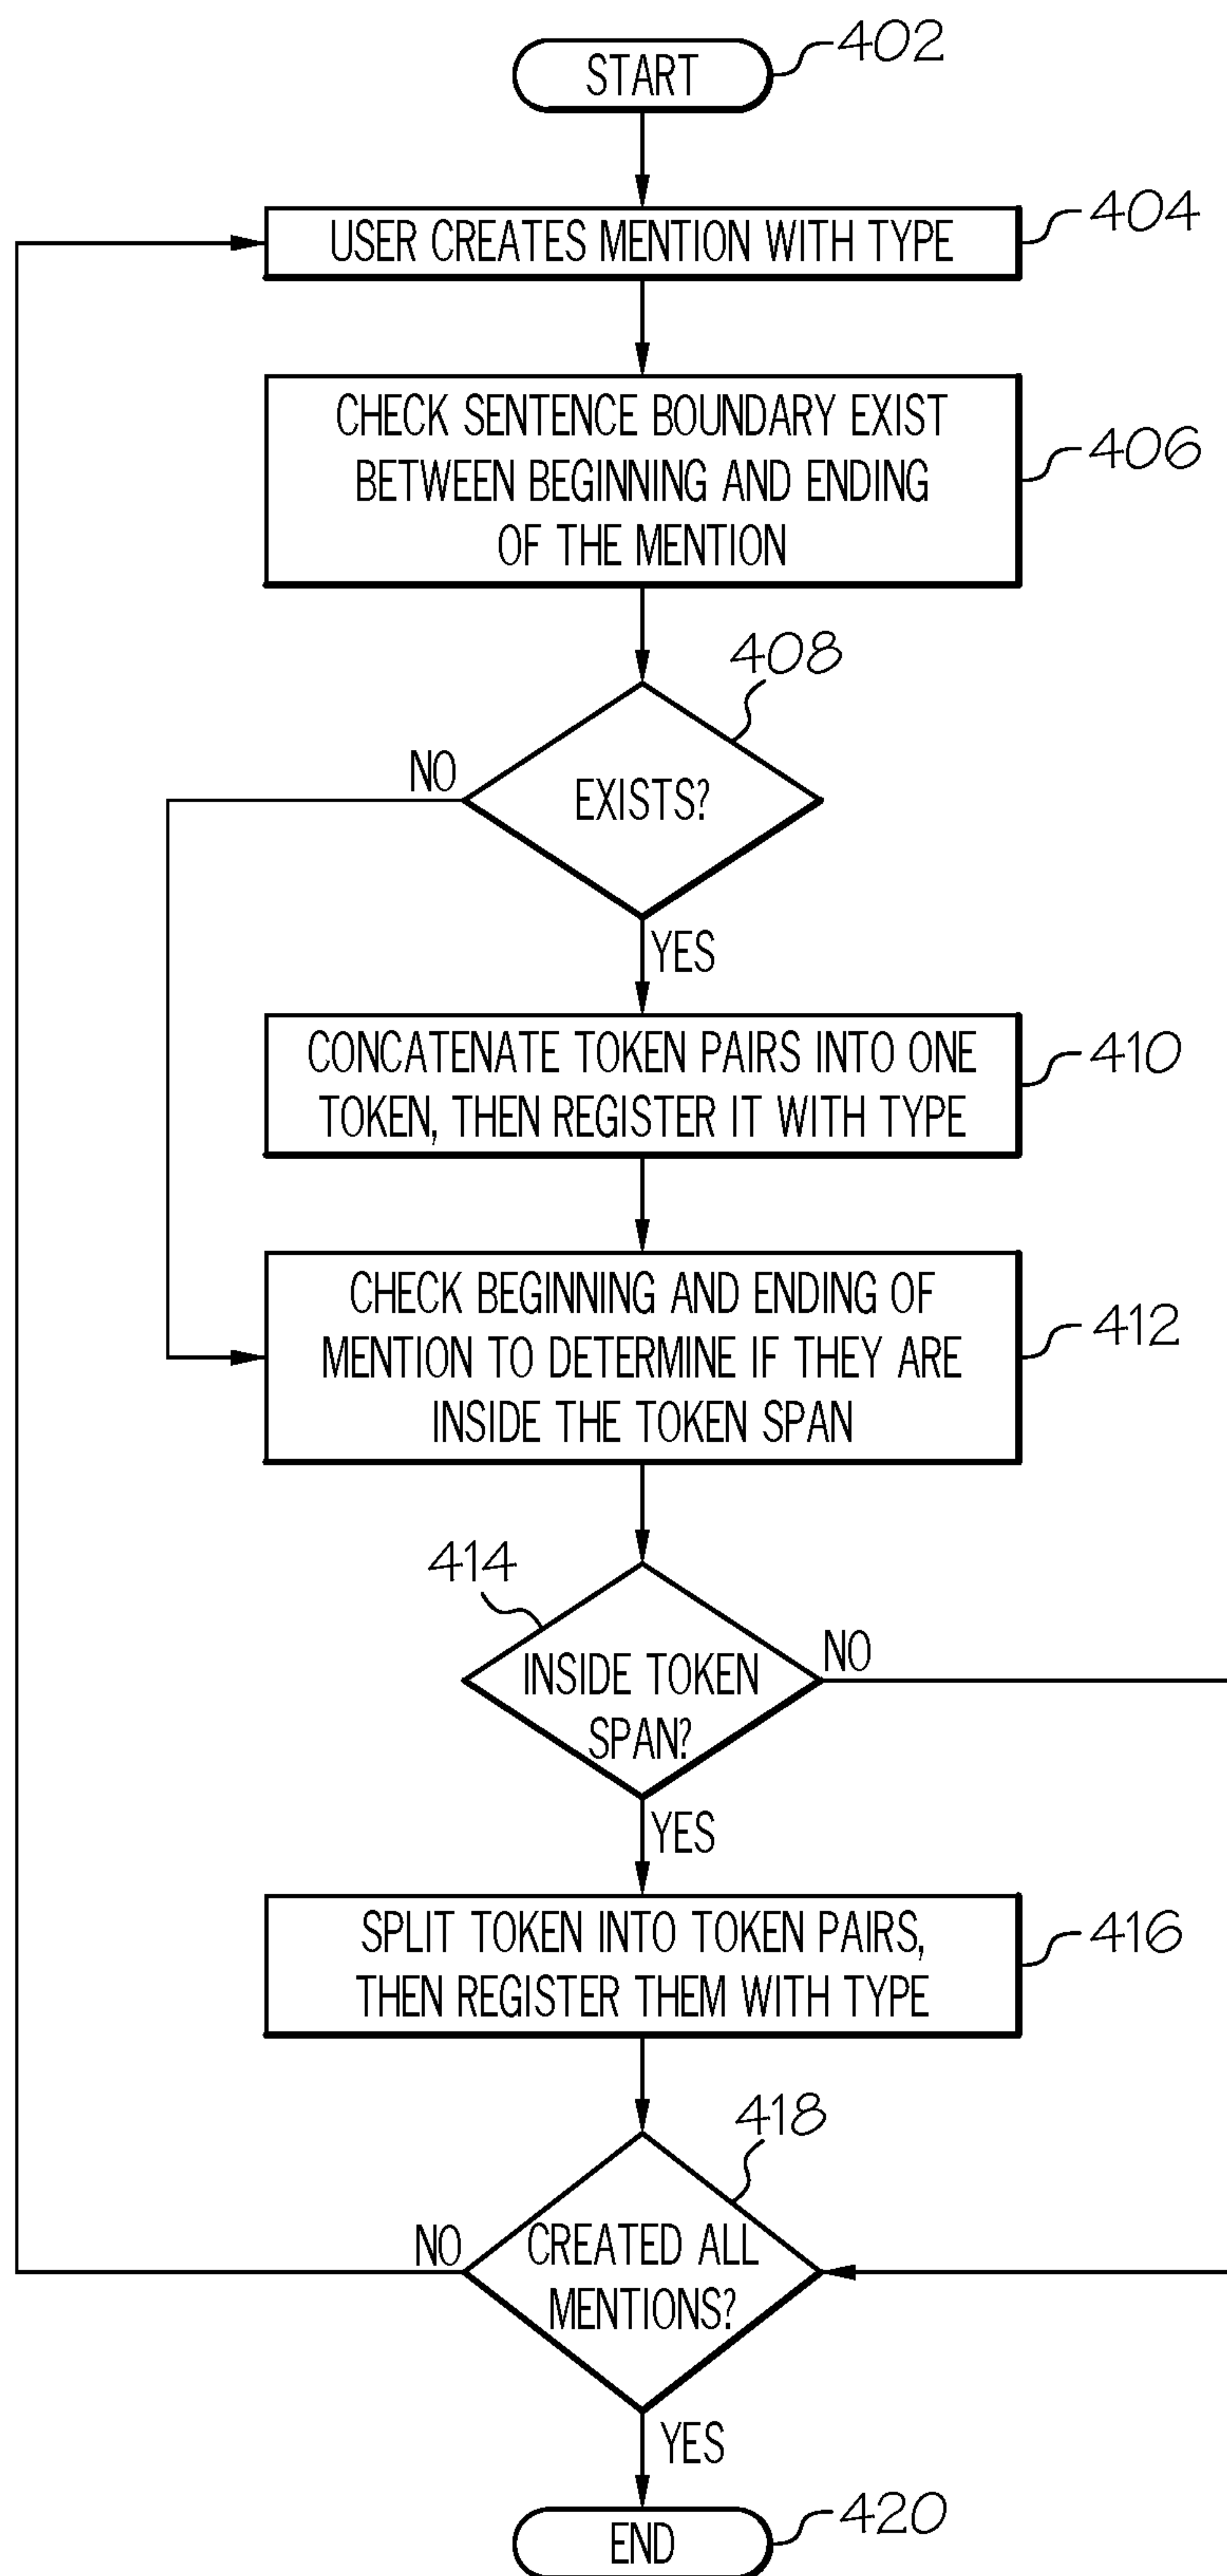 START
402
USER CREATES MENTION WITH TYPE
404
CHECK SENTENCE BOUNDARY EXIST
BETWEEN BEGINNING AND ENDING
OF THE MENTION
406
408
NO
EXISTS?
YES
CONCATENATE TOKEN PAIRS INTO ONE
TOKEN, THEN REGISTER IT WITH TYPE
410
CHECK BEGINNING AND ENDING OF
MENTION TO DETERMINE IF THEY ARE
INSIDE THE TOKEN SPAN
412
414
NO
INSIDE TOKEN
SPAN?
YES
SPLIT TOKEN INTO TOKEN PAIRS,
THEN REGISTER THEM WITH TYPE
416
418
NO
CREATED ALL
MENTIONS?
YES
END
420